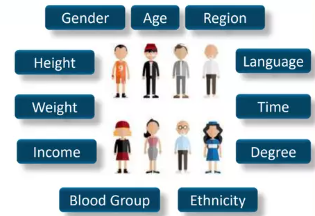 Gender Age Region
Height
Language
Weight
Time
Income
Degree
Blood Group
Ethnicity